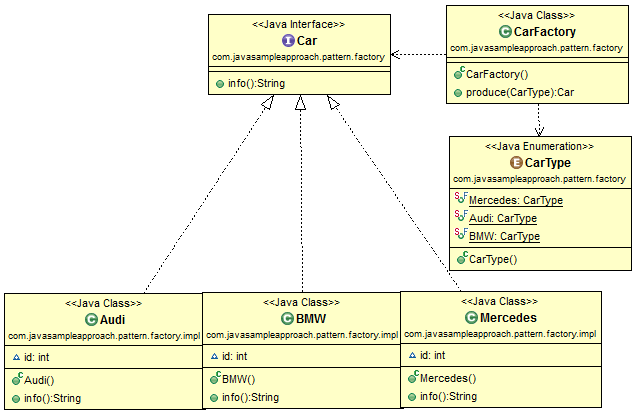 <<Java Interface>>
Car
com.javasampleapproach.pattern.factory
info():String
<<Java Class>>
CarFactory
com.javasampleapproach.pattern.factory
CarFactory()
produce(CarType):Car
<<Java Enumeration>>
CarType
com.javasampleapproach.pattern.factory
Mercedes: CarType
Audi: CarType
BMW: CarType
CarType()
<<Java Class>>
Audi
com.javasampleapproach.pattern.factory.impl
id: int
Audi()
info():String
<<Java Class>>
BMW
com.javasampleapproach.pattern.factory.impl
id: int
BMW()
info():String
<<Java Class>>
Mercedes
com.javasampleapproach.pattern.factory.impl
id: int
Mercedes()
info():String